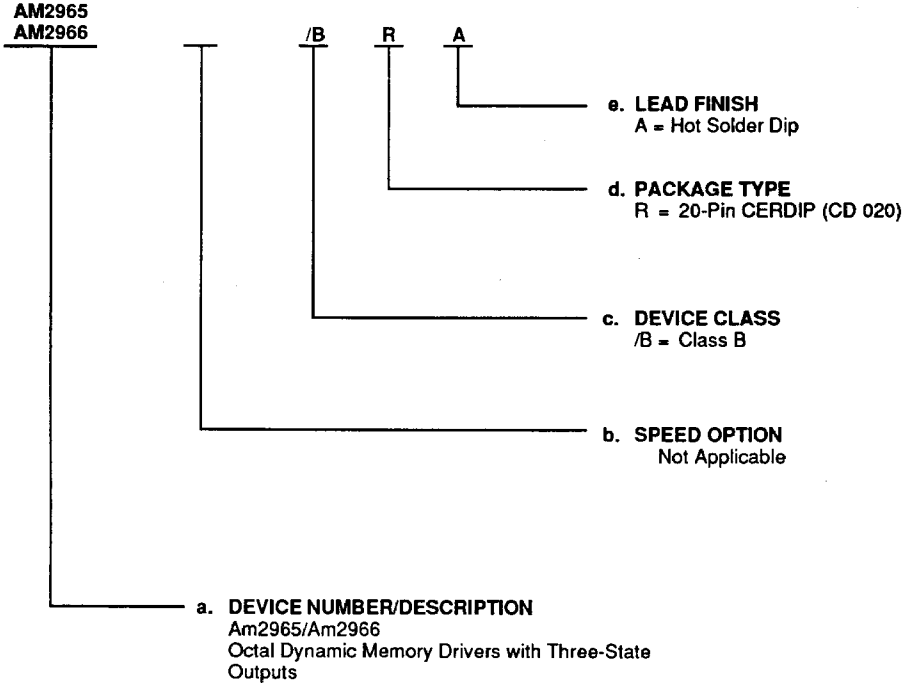 AM2965
AM2966
/B R A
e. LEAD FINISH
A = Hot Solder Dip
d. PACKAGE TYPE
R = 20-Pin CERDIP (CD 020)
c. DEVICE CLASS
/B = Class B
b. SPEED OPTION
Not Applicable
a. DEVICE NUMBER/DESCRIPTION
Am2965/Am2966
Octal Dynamic Memory Drivers with Three-State
Outputs